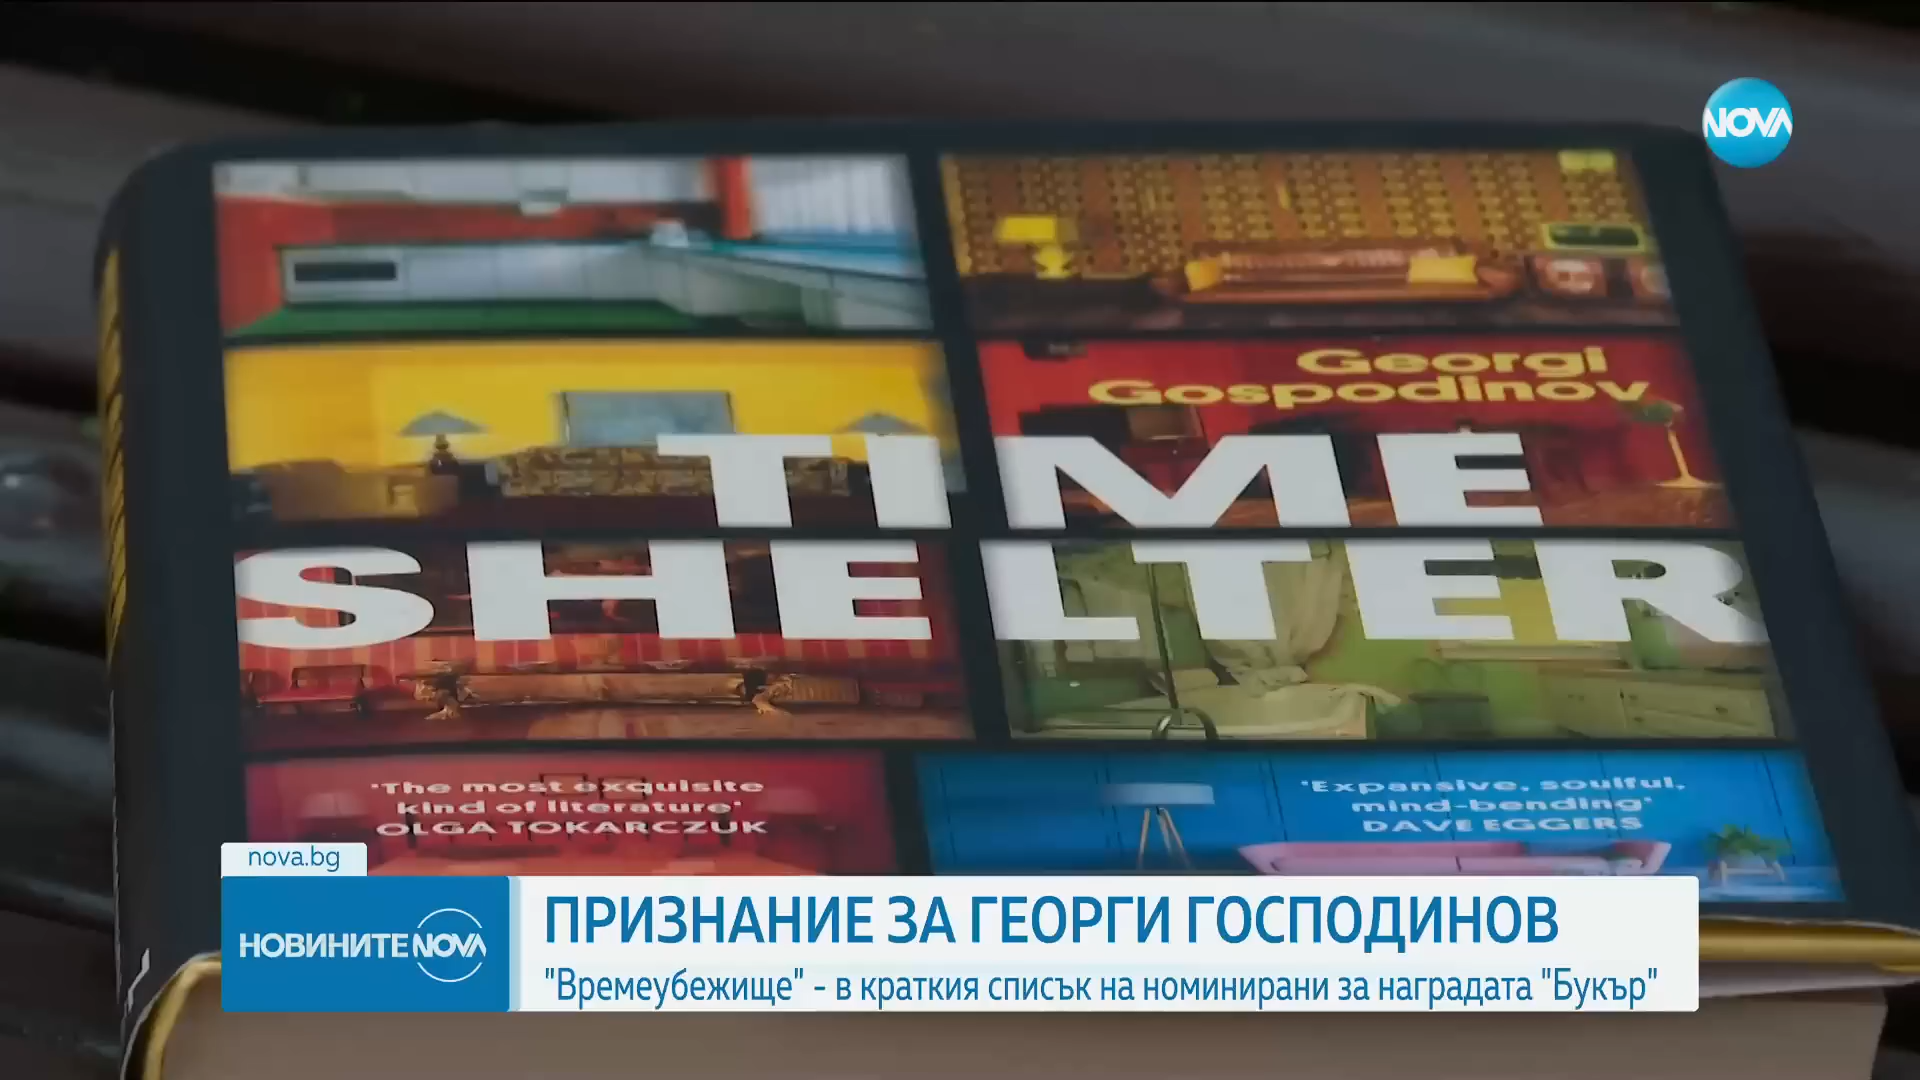 NOVA
Georgi
Gospodinov
TIME
SHELTER
'The most exquisite
kind of literature'
OLGA TOKARCZUK
'Expansive, soulful,
mind-bending'
DAVE EGGERS
nova.bg
НОВИНИТЕ NOVA
ПРИЗНАНИЕ ЗА ГЕОРГИ ГОСПОДИНОВ
"Времеубежище" - в краткия списък на номинирани за наградата "Букър"